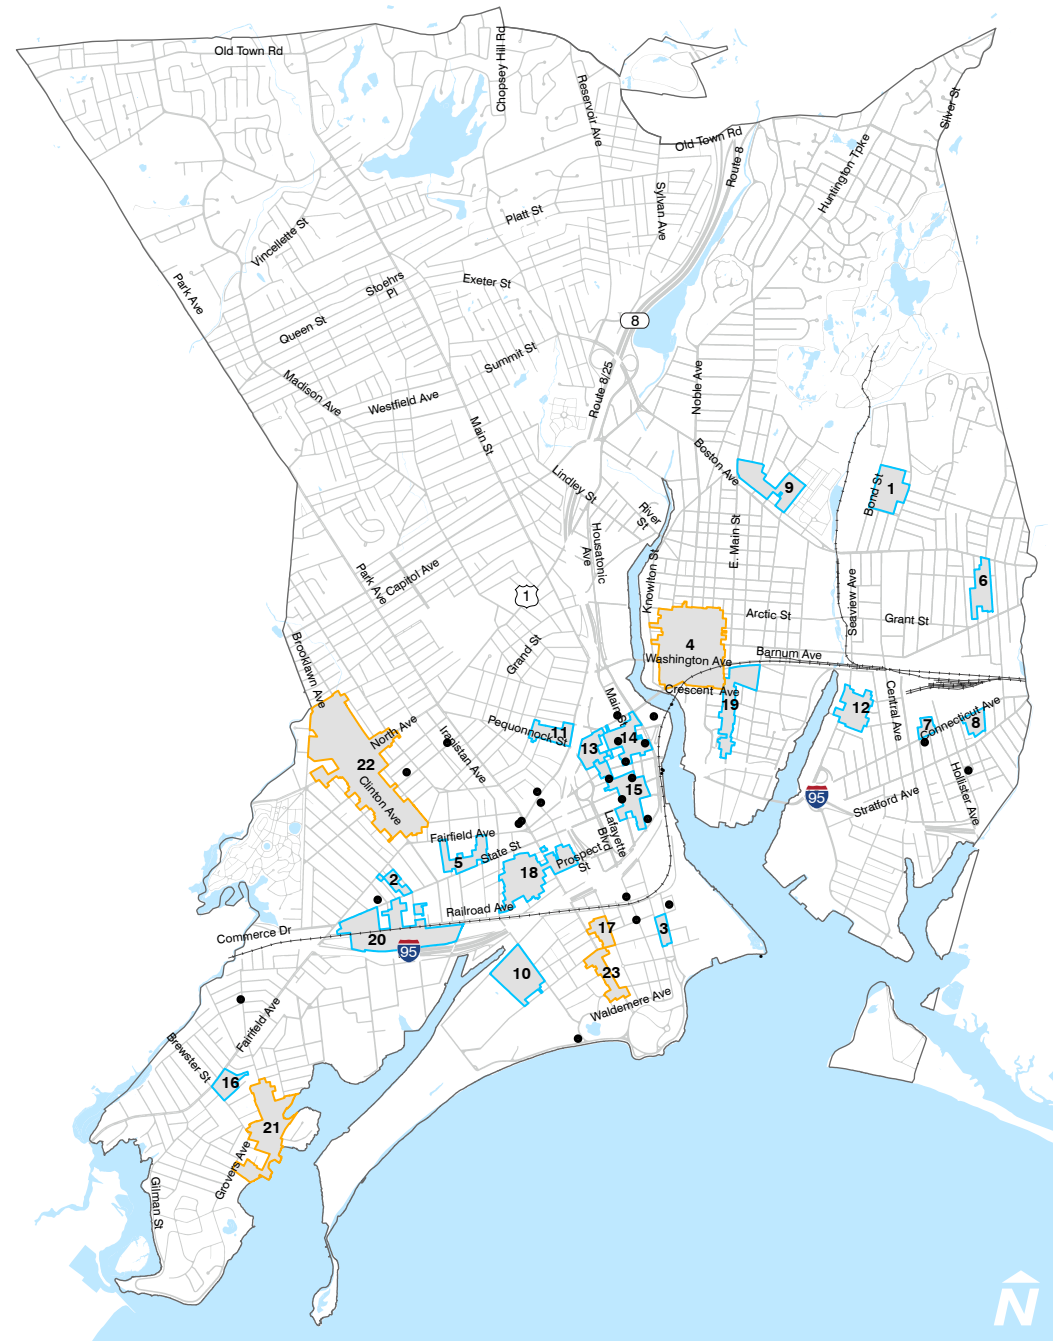 Old Town Rd
Chopsey Hill Rd
Reservoir Ave
Old Town Rd
Route 8
Silver St
Huntington Tpke
Sylvan Ave
Platt St
Vincellette St
Park Ave
Stoehrs
Pl
Exeter St
Queen St
8
Summit St
Madison Ave
Westfield Ave
Route 8/25
Noble Ave
Main St
Boston Ave
Lindley St
9
1
Bond St
River
St
E. Main St
Housatonic
Ave
Knowlton St
Park Ave
Capitol Ave
1
6
Seaview Ave
Arctic St
Grant St
4
Grand St
Brooklawn Ave
Washington Ave
Barnum Ave
Crescent Ave
19
Main St
Central Ave
12
7
8
Connecticut Ave
North Ave
Iranistan Ave
Pequonnock St
11
13
14
22
Clinton Ave
15
95
Stratford Ave
Hollister Ave
Lafayette
Blvd
Fairfield Ave
5
State St
Prospect
St
18
2
Railroad Ave
Commerce Dr
20
95
17
3
10
23
Waldemere Ave
Fairifeld Ave
Brewster St
16
21
Grovers Ave
Gilman St
N